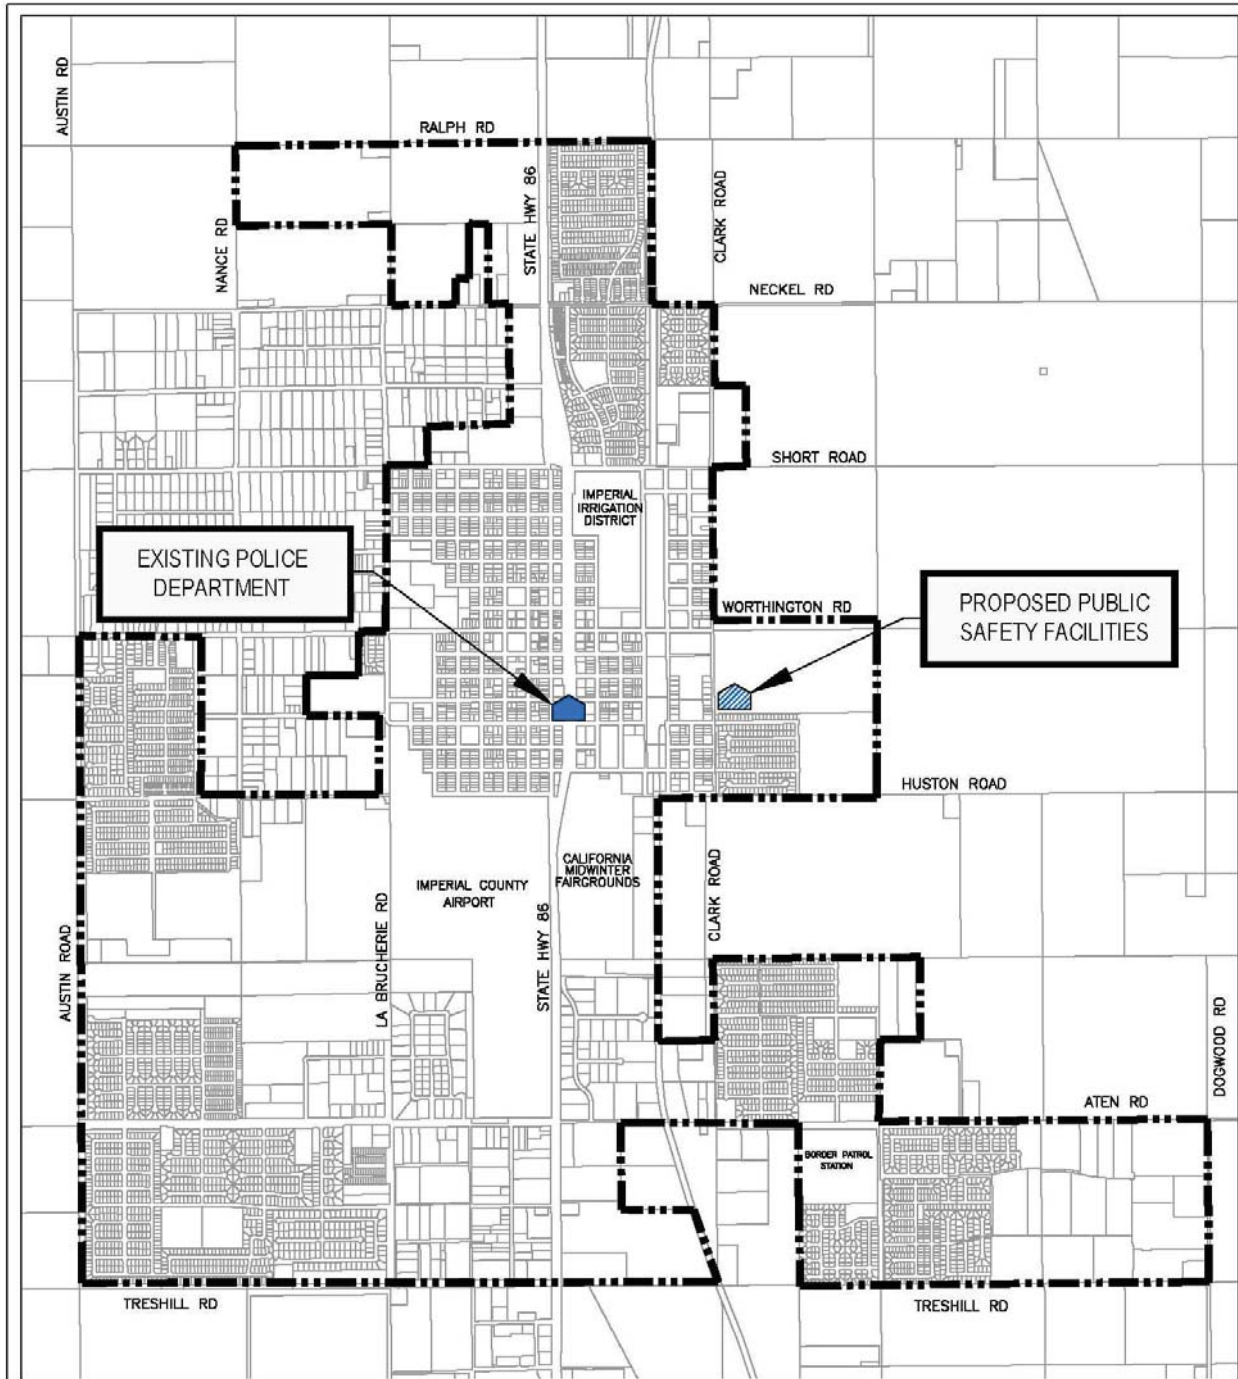 AUSTIN RD
RALPH RD
STATE HWY 86
CLARK ROAD
NANCE RD
NECKEL RD
SHORT ROAD
IMPERIAL
IRRIGATION
DISTRICT
EXISTING POLICE
DEPARTMENT
WORTHINGTON RD
PROPOSED PUBLIC
SAFETY FACILITIES
HUSTON ROAD
CALIFORNIA
MIDWINTER
FAIRGROUNDS
IMPERIAL COUNTY
AIRPORT
CLARK ROAD
LA BRUCHERIE RD
STATE HWY 86
AUSTIN ROAD
DOGWOOD RD
ATEN RD
BORDER PATROL
STATION
TRESHILL RD
TRESHILL RD